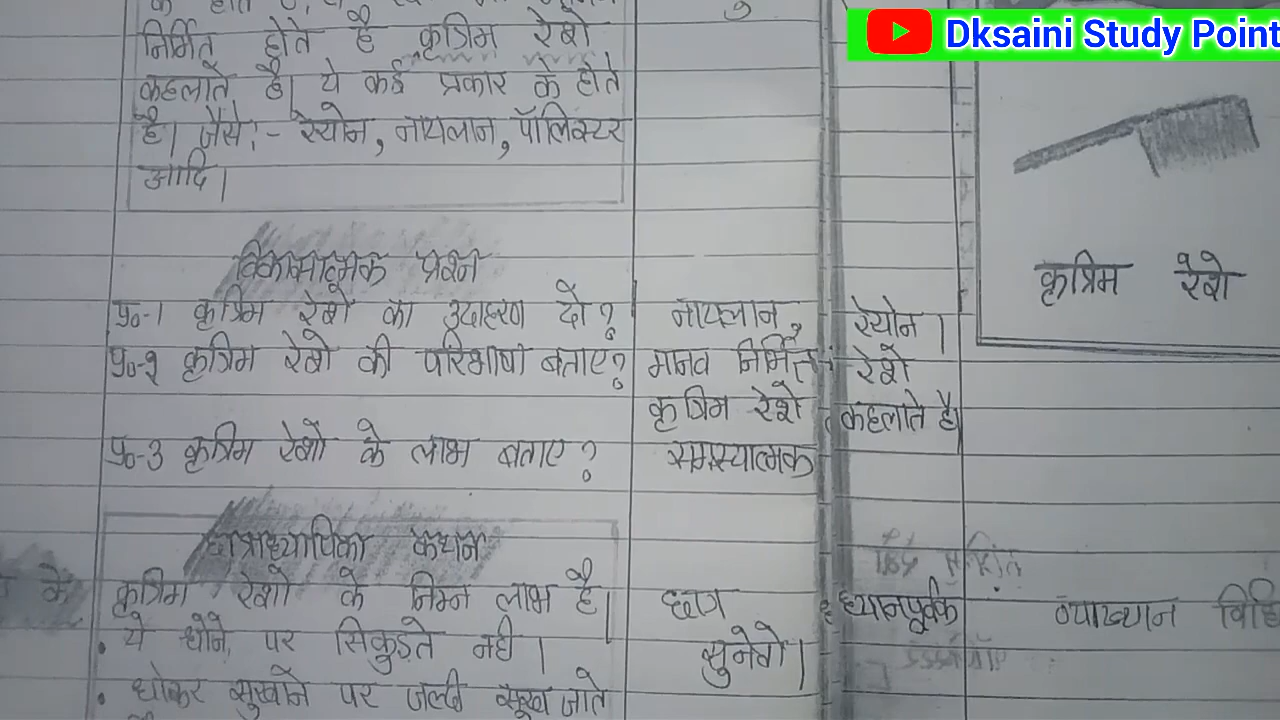 Dksaini Study Point
निर्मित होते है कृत्रिम रेशे
कहलाते है। ये कई प्रकार के होते
है। जैसे:- रेयोन, नायलान, पॉलिस्टर
आदि।
विकासात्मक प्रश्न
प्र०-1 कृत्रिम रेशे का उदाहरण दो? नायलान, रेयोन।
प्र०-2 कृत्रिम रेशे की परिभाषा बताए? मानव निर्मित रेशे
कृत्रिम रेशे कहलाते है।
प्र०-3 कृत्रिम रेशों के लाभ बताए? समस्यात्मक
छात्राध्यापिका कथन
कृत्रिम रेशों के निम्न लाभ है। छात्र ध्यानपूर्वक व्याख्यान विधि
• ये धोने पर सिकुड़ते नही। सुनेगे।
• धोकर सुखाने पर जल्दी सूख जाते
कृत्रिम रेशे